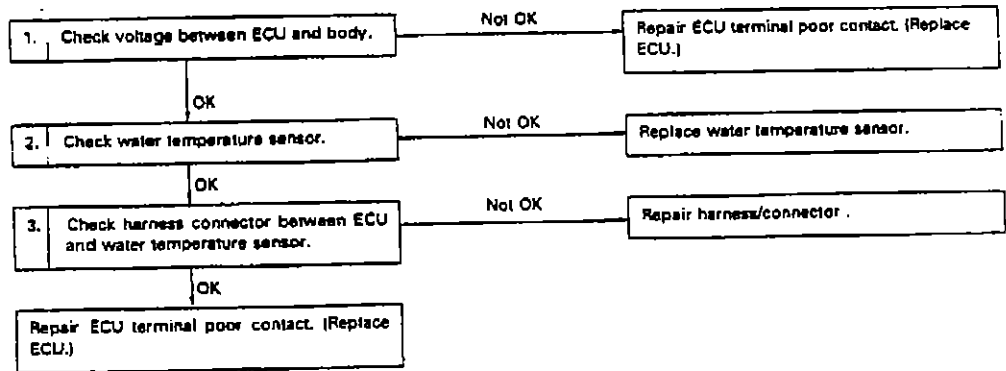 1. Check voltage between ECU and body.
Not OK
Repair ECU terminal poor contact. (Replace
ECU.)
OK
2. Check water temperature sensor.
Not OK
Replace water temperature sensor.
OK
3. Check harness connector between ECU
and water temperature sensor.
Not OK
Repair harness/connector .
OK
Repair ECU terminal poor contact. (Replace
ECU.)